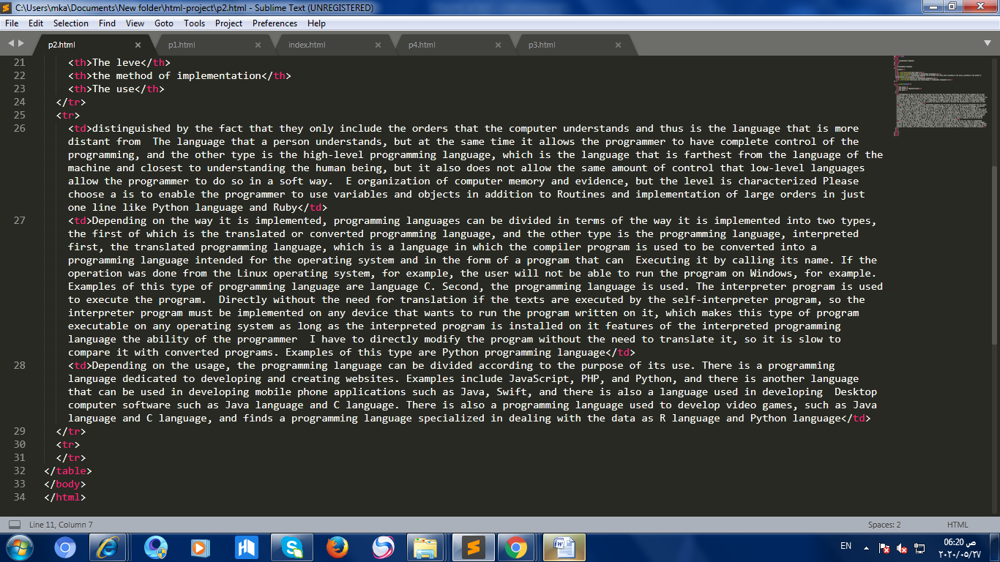 C:\Users\mka\Documents\New folder\html-project\p2.html - Sublime Text (UNREGISTERED)
File Edit Selection Find View Goto Tools Project Preferences Help
p2.html × p1.html × index.html × p4.html × p3.html ×
21 <th>The leve</th>
22 <th>the method of implementation</th>
23 <th>The use</th>
24 </tr>
25 <tr>
26 <td>distinguished by the fact that they only include the orders that the computer understands and thus is the language that is more
distant from  The language that a person understands, but at the same time it allows the programmer to have complete control of the
programming, and the other type is the high-level programming language, which is the language that is farthest from the language of the
machine and closest to understanding the human being, but it also does not allow the same amount of control that low-level languages
allow the programmer to do so in a soft way.  E organization of computer memory and evidence, but the level is characterized Please
choose a is to enable the programmer to use variables and objects in addition to Routines and implementation of large orders in just
one line like Python language and Ruby</td>
27 <td>Depending on the way it is implemented, programming languages can be divided in terms of the way it is implemented into two types,
the first of which is the translated or converted programming language, and the other type is the programming language, interpreted
first, the translated programming language, which is a language in which the compiler program is used to be converted into a
programming language intended for the operating system and in the form of a program that can  Executing it by calling its name. If the
operation was done from the Linux operating system, for example, the user will not be able to run the program on Windows, for example.
Examples of this type of programming language are language C. Second, the programming language is used. The interpreter program is used
to execute the program.  Directly without the need for translation if the texts are executed by the self-interpreter program, so the
interpreter program must be implemented on any device that wants to run the program written on it, which makes this type of program
executable on any operating system as long as the interpreted program is installed on it features of the interpreted programming
language the ability of the programmer  I have to directly modify the program without the need to translate it, so it is slow to
compare it with converted programs. Examples of this type are Python programming language</td>
28 <td>Depending on the usage, the programming language can be divided according to the purpose of its use. There is a programming
language dedicated to developing and creating websites. Examples include JavaScript, PHP, and Python, and there is another language
that can be used in developing mobile phone applications such as Java, Swift, and there is also a language used in developing  Desktop
computer software such as Java language and C language. There is also a programming language used to develop video games, such as Java
language and C language, and finds a programming language specialized in dealing with the data as R language and Python language</td>
29 </tr>
30 <tr>
31 </tr>
32 </table>
33 </body>
34 </html>
Line 11, Column 7 Spaces: 2 HTML
EN 06:20 ص
٢٠٢٠/٠٥/٢٧